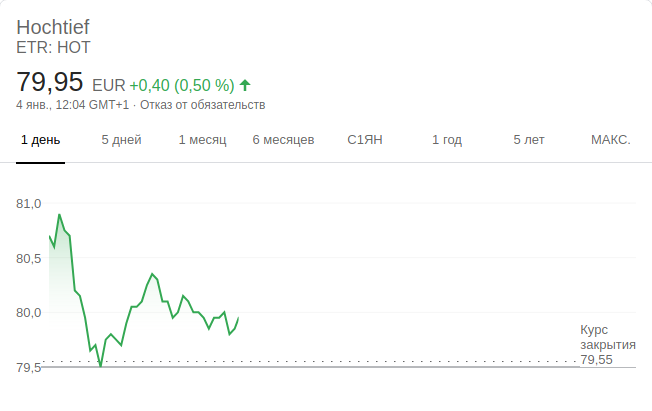 Hochtief
ETR: HOT
79,95 EUR +0,40 (0,50 %)
4 янв., 12:04 GMT+1 · Отказ от обязательств
1 день 5 дней 1 месяц 6 месяцев С1ЯН 1 год 5 лет МАКС.
81,0
80,5
80,0
79,5
Курс
закрытия
79,55